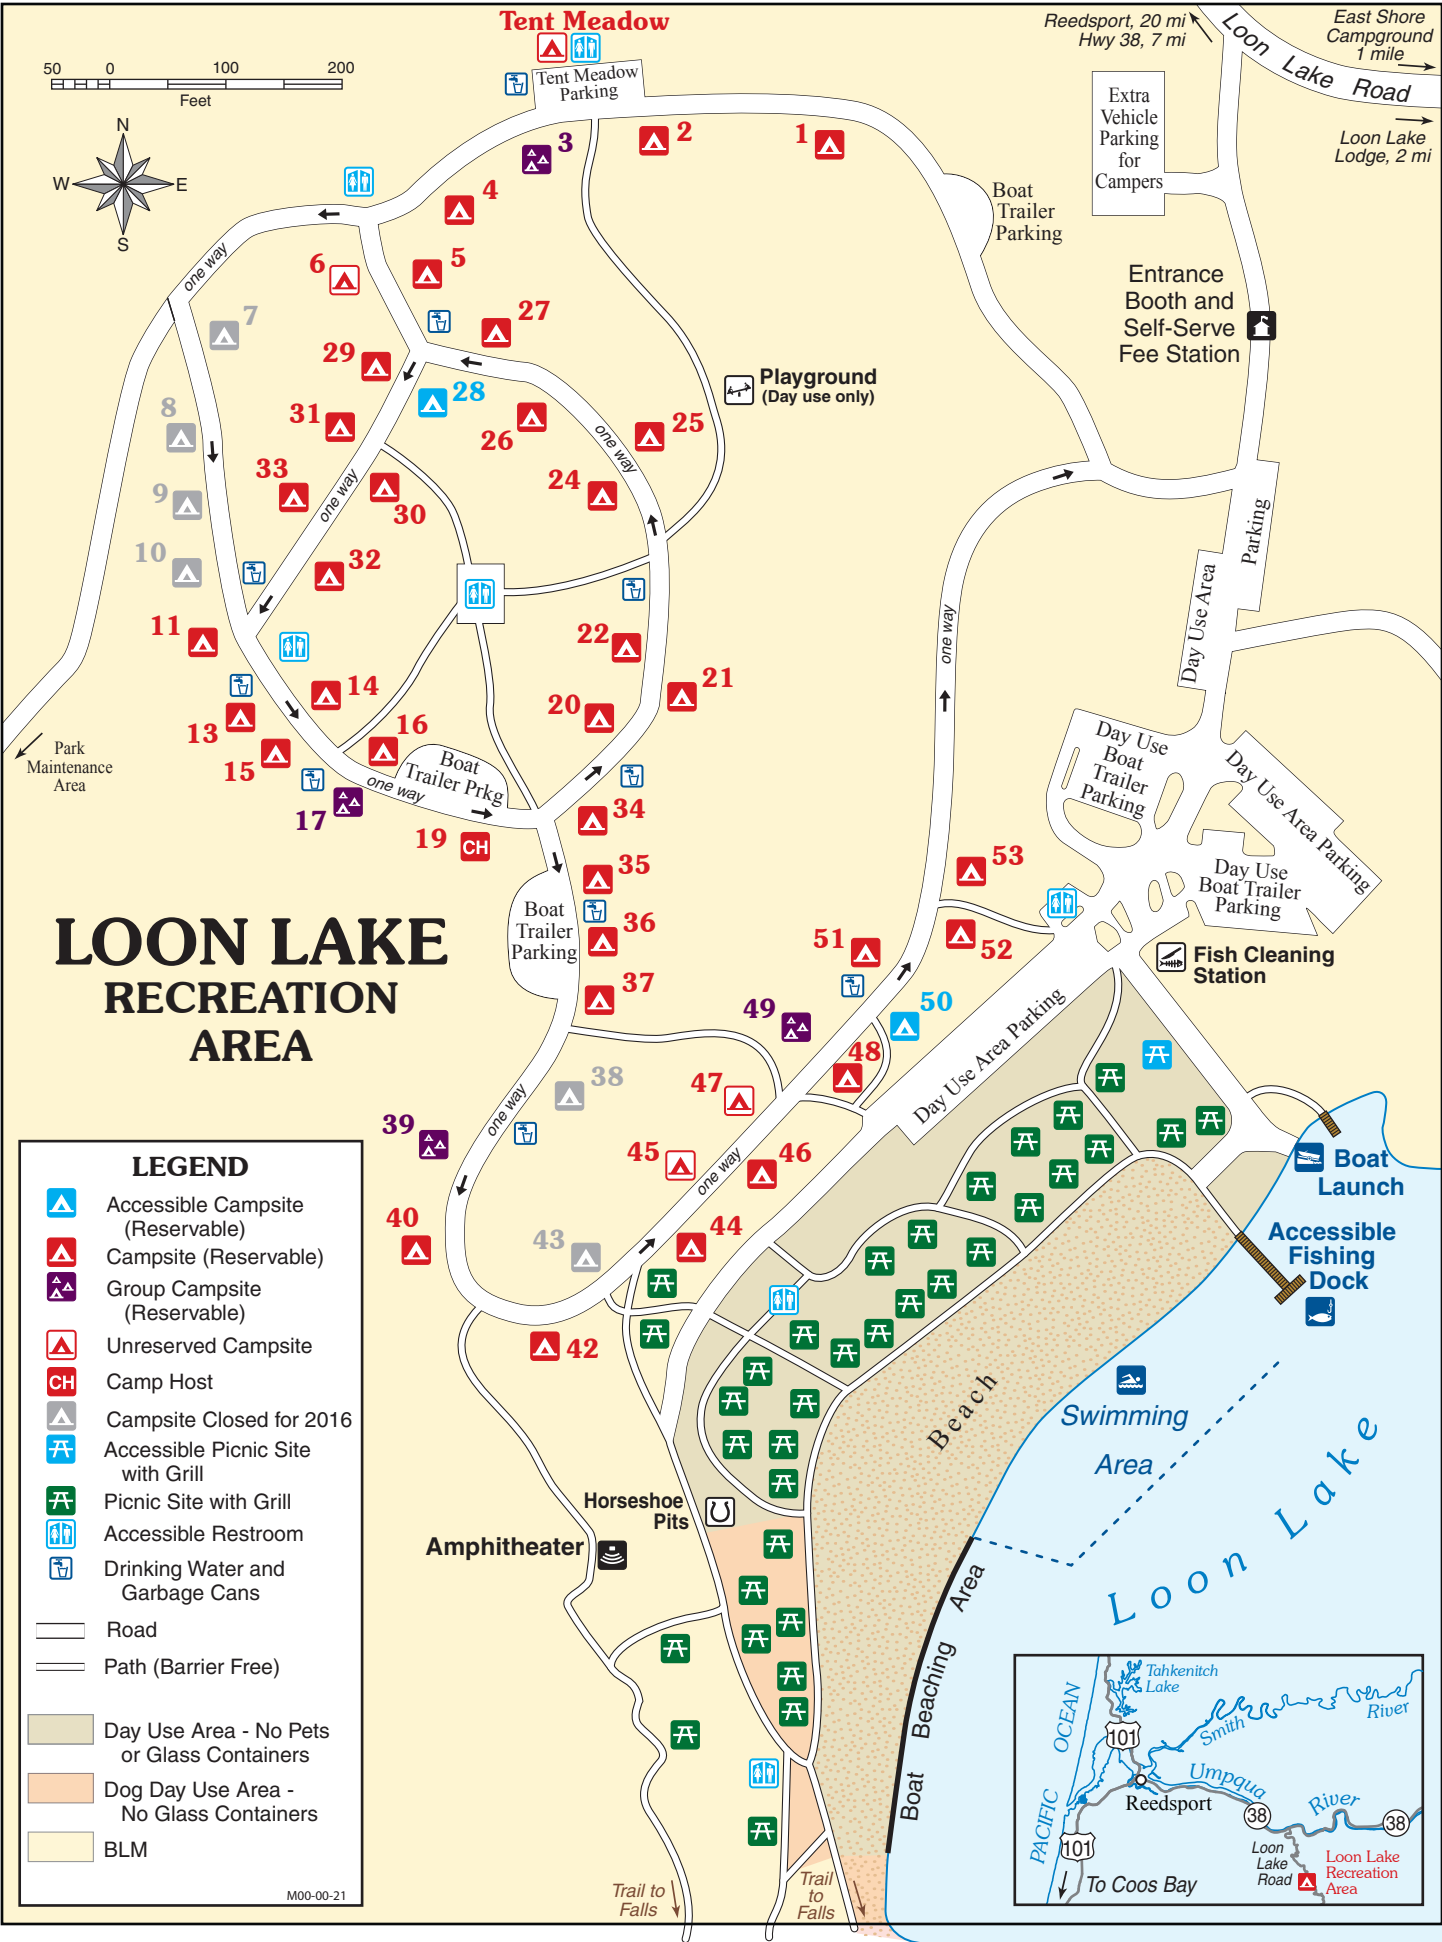 Tent Meadow
Tent Meadow
Parking
50 0 100 200
Feet
N
W E
S
Reedsport, 20 mi
Hwy 38, 7 mi
Loon Lake Road
East Shore
Campground
1 mile
Loon Lake
Lodge, 2 mi
Extra
Vehicle
Parking
for
Campers
Boat
Trailer
Parking
Entrance
Booth and
Self-Serve
Fee Station
1
2
3
4
5
6
7
8
9
10
11
13
14
15
16
17
19
CH
20
21
22
24
25
26
27
28
29
30
31
32
33
34
35
36
37
38
39
40
42
43
44
45
46
47
48
49
50
51
52
53
one way
one way
one way
one way
one way
one way
one way
Playground
(Day use only)
Park
Maintenance
Area
Boat
Trailer Prkg
Boat
Trailer
Parking
Parking
Day Use Area
Day Use
Boat
Trailer
Parking
Day Use Area Parking
Day Use
Boat Trailer
Parking
Day Use Area Parking
Fish Cleaning
Station
Boat
Launch
Accessible
Fishing
Dock
Swimming
Area
Beach
Loon Lake
Boat Beaching Area
Horseshoe
Pits
Amphitheater
Trail to
Falls
Trail
to
Falls
LOON LAKE
RECREATION
AREA
LEGEND
Accessible Campsite
(Reservable)
Campsite (Reservable)
Group Campsite
(Reservable)
Unreserved Campsite
CH Camp Host
Campsite Closed for 2016
Accessible Picnic Site
with Grill
Picnic Site with Grill
Accessible Restroom
Drinking Water and
Garbage Cans
Road
Path (Barrier Free)
Day Use Area - No Pets
or Glass Containers
Dog Day Use Area -
No Glass Containers
BLM
M00-00-21
PACIFIC OCEAN
Tahkenitch
Lake
101
Smith River
Umpqua River
Reedsport
38
38
101
Loon
Lake
Road
Loon Lake
Recreation
Area
To Coos Bay